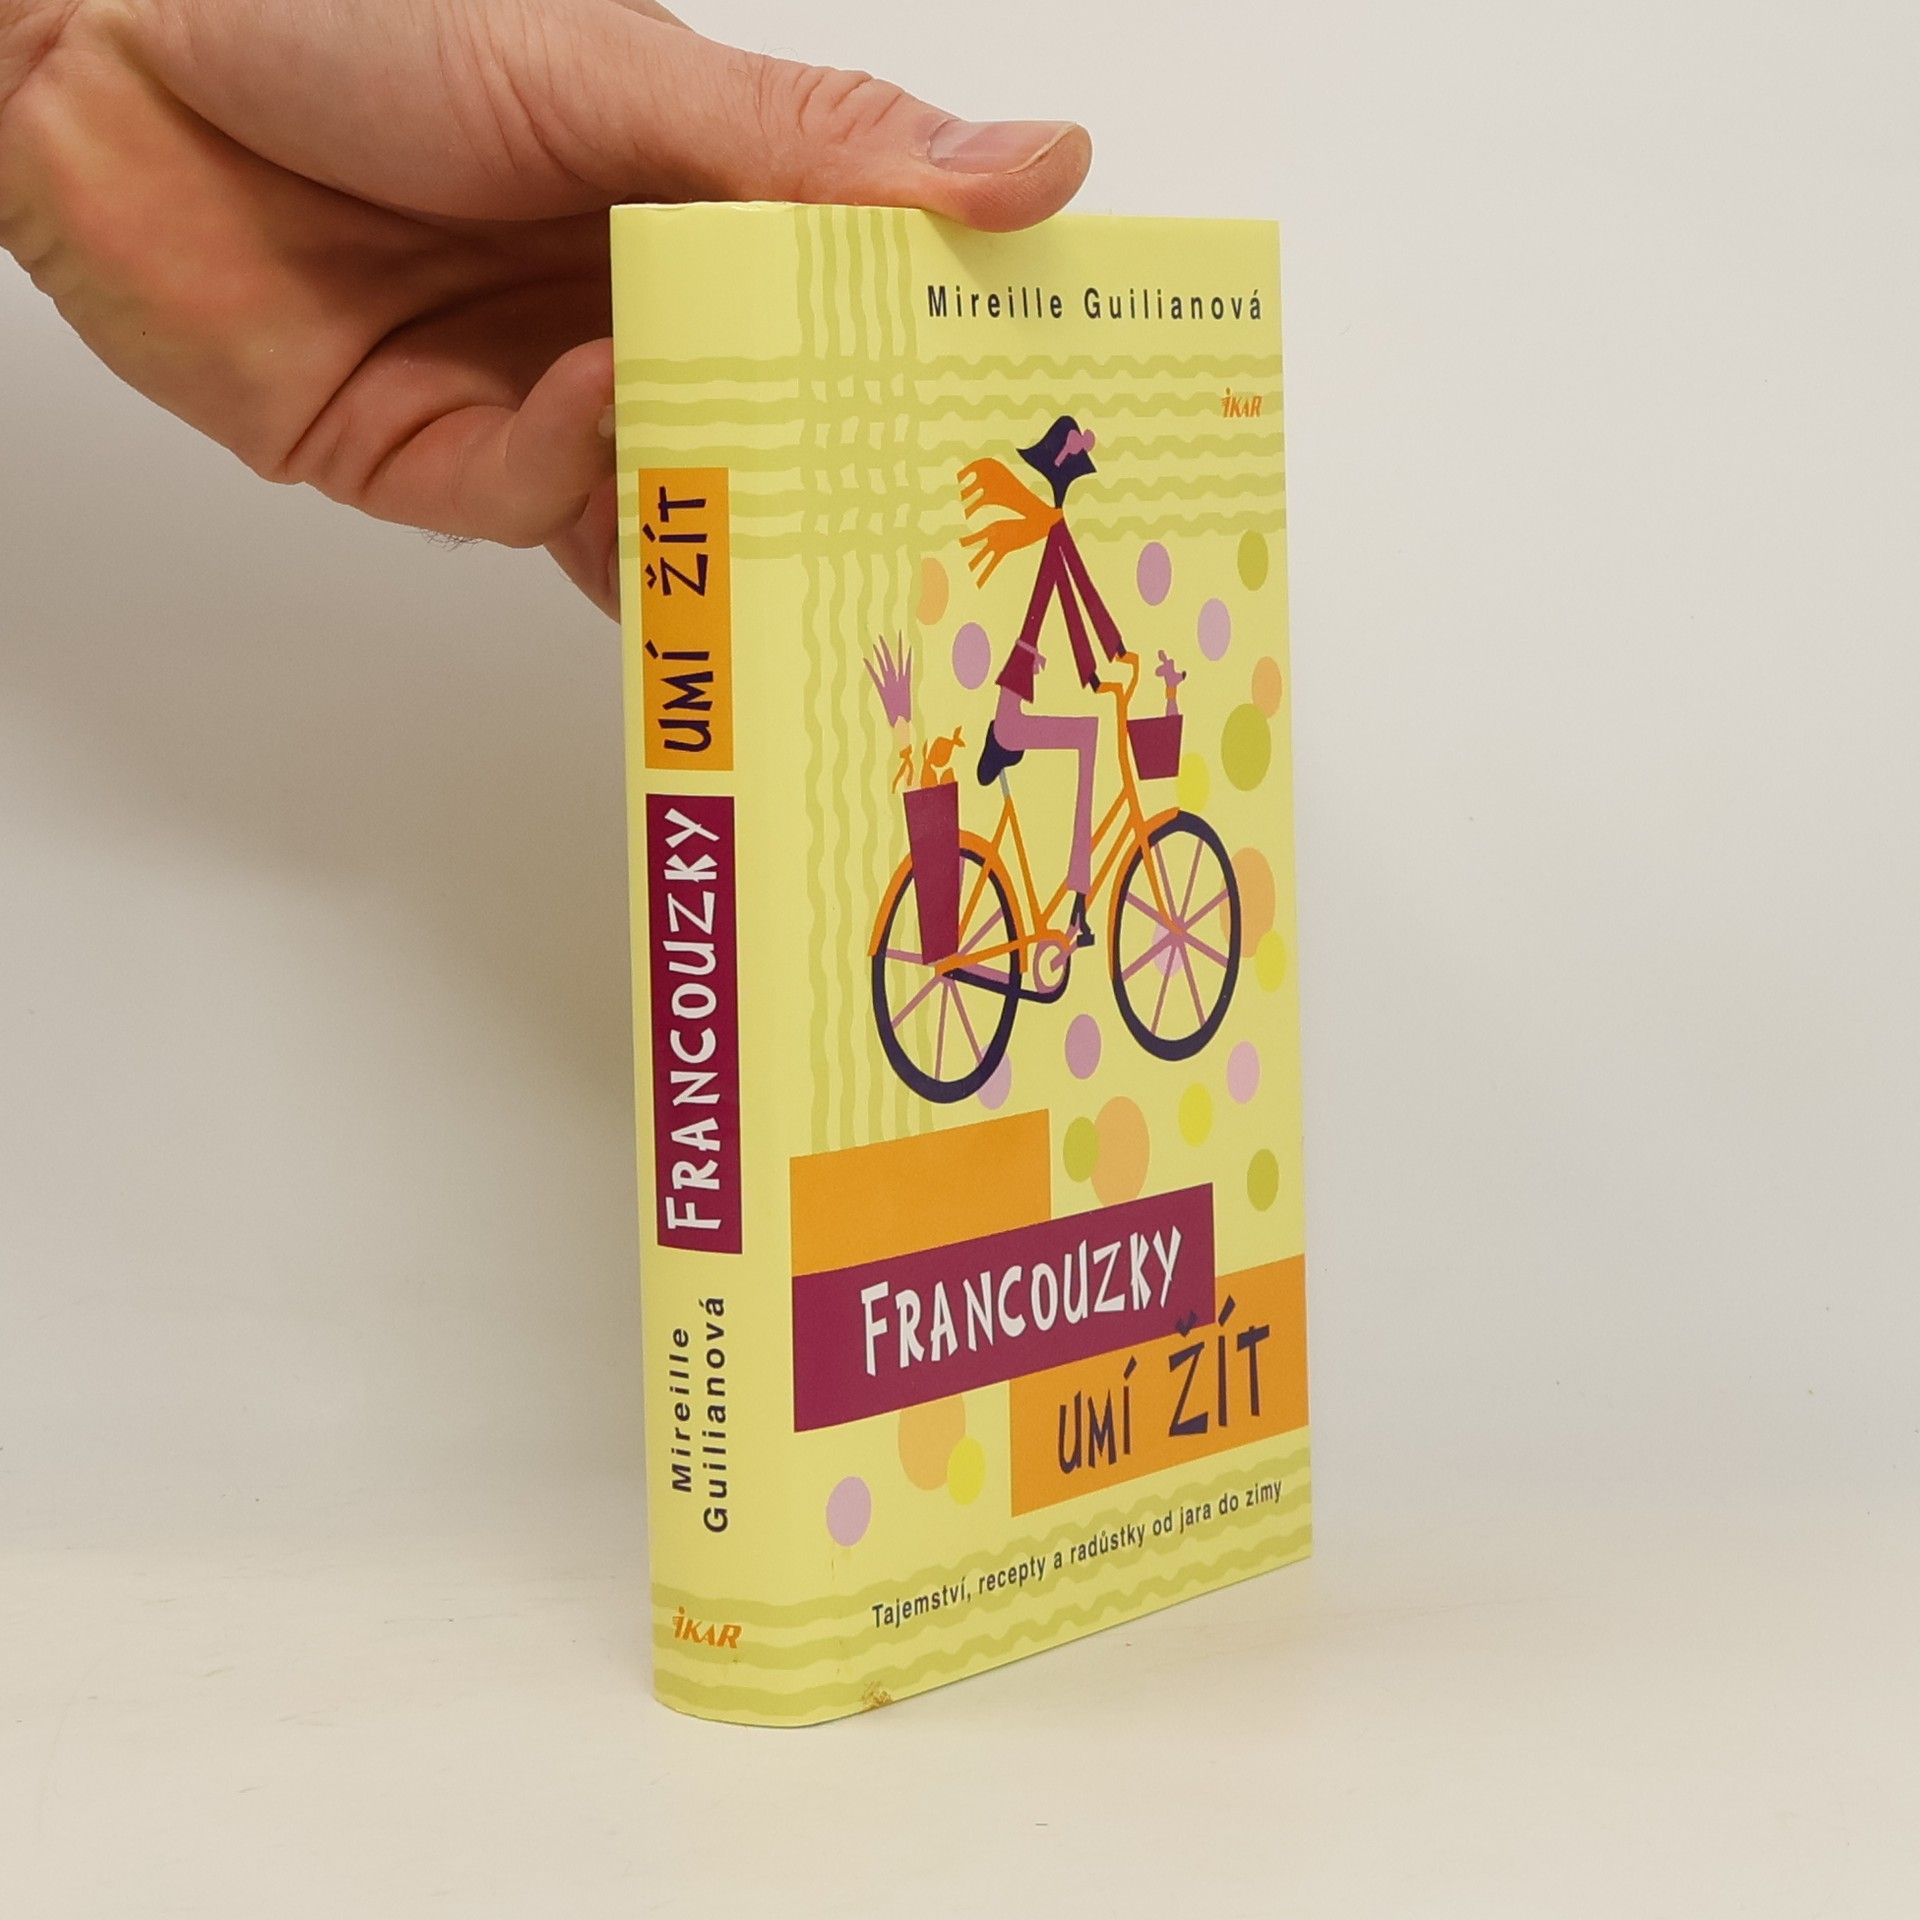 Mireille Guilianová
iKAR
FRANCOUZKY
UMÍ ŽÍT
Tajemství, recepty a radůstky od jara do zimy
Mireille
Guilianová
FRANCOUZKY UMÍ ŽÍT
iKAR